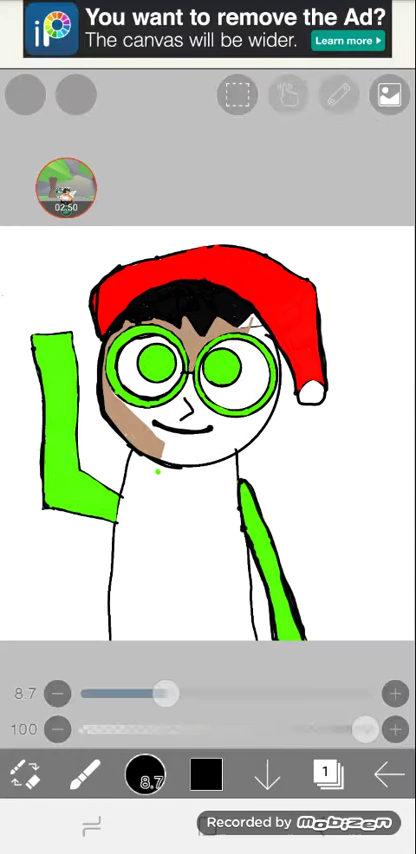 iP
You want to remove the Ad?
The canvas will be wider.
Learn more
02:50
8.7
100
8.7
1
Recorded by mobizen